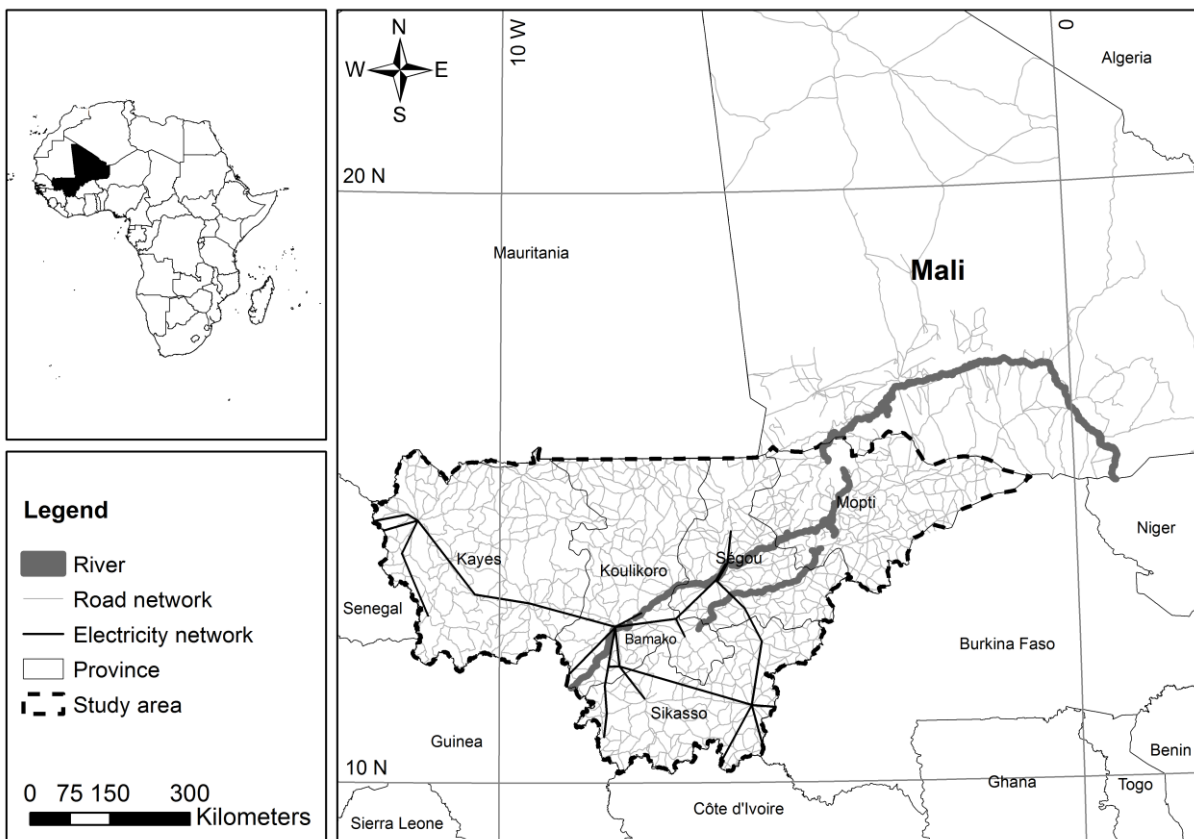 N
W E
S
10 W
0
Algeria
20 N
Mauritania
Mali
Mopti
Niger
Kayes
Koulikoro
Ségou
Senegal
Bamako
Burkina Faso
Sikasso
Guinea
10 N
Benin
Ghana
Togo
Côte d'Ivoire
Sierra Leone
Legend
River
Road network
Electricity network
Province
Study area
0 75 150 300
Kilometers